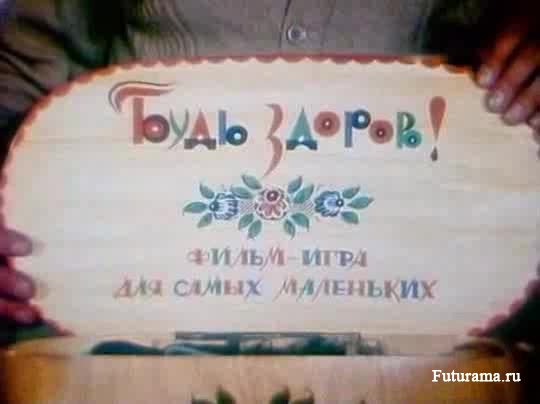 Будь здоров!
ФИЛЬМ-ИГРА
ДЛЯ САМЫХ МАЛЕНЬКИХ
Futurama.ru